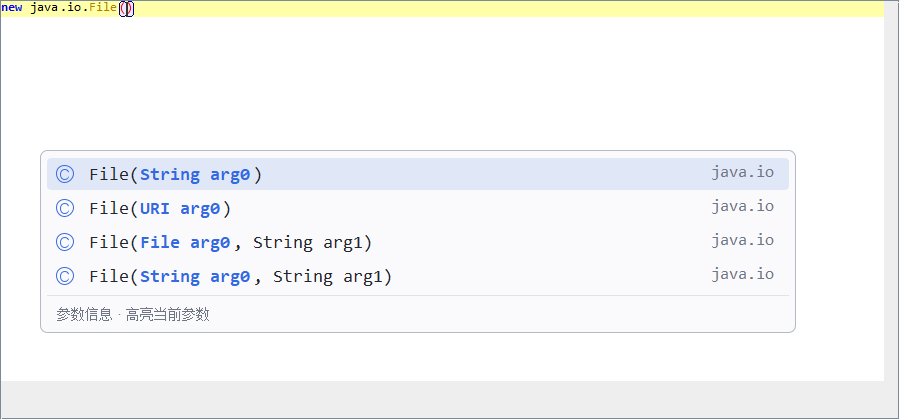 new java.io.File()
© File(String arg0) java.io
© File(URI arg0) java.io
© File(File arg0, String arg1) java.io
© File(String arg0, String arg1) java.io
参数信息 · 高亮当前参数